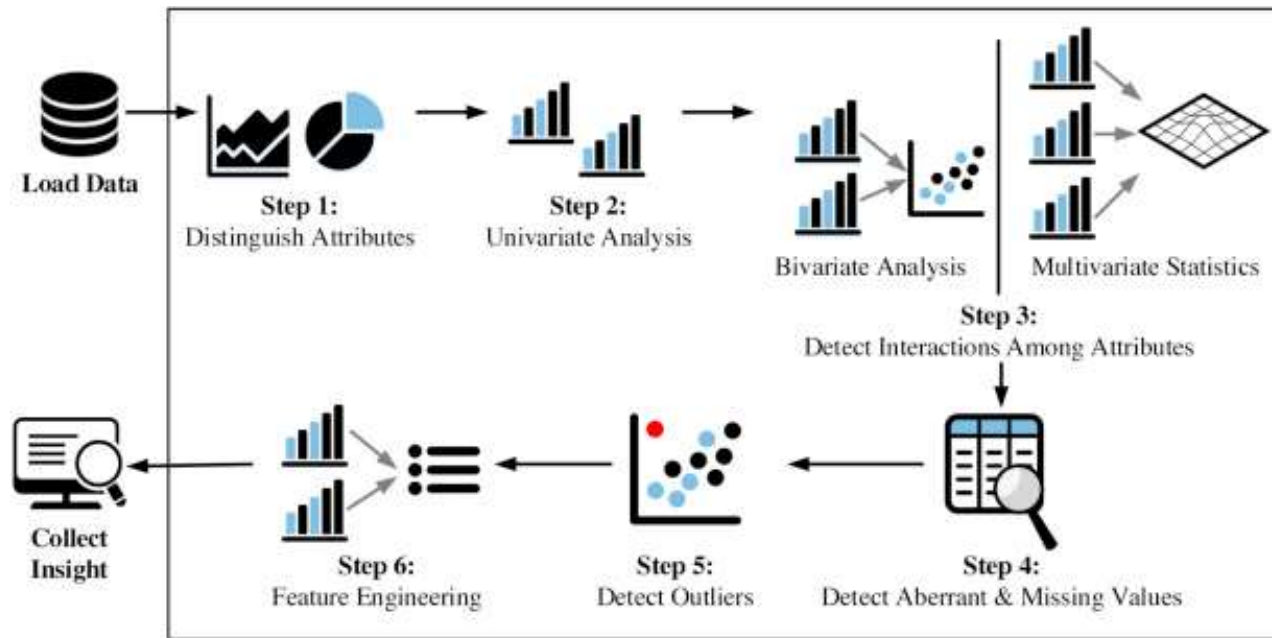 Load Data
Step 1:
Distinguish Attributes
Step 2:
Univariate Analysis
Bivariate Analysis
Multivariate Statistics
Step 3:
Detect Interactions Among Attributes
Step 4:
Detect Aberrant & Missing Values
Step 5:
Detect Outliers
Step 6:
Feature Engineering
Collect
Insight